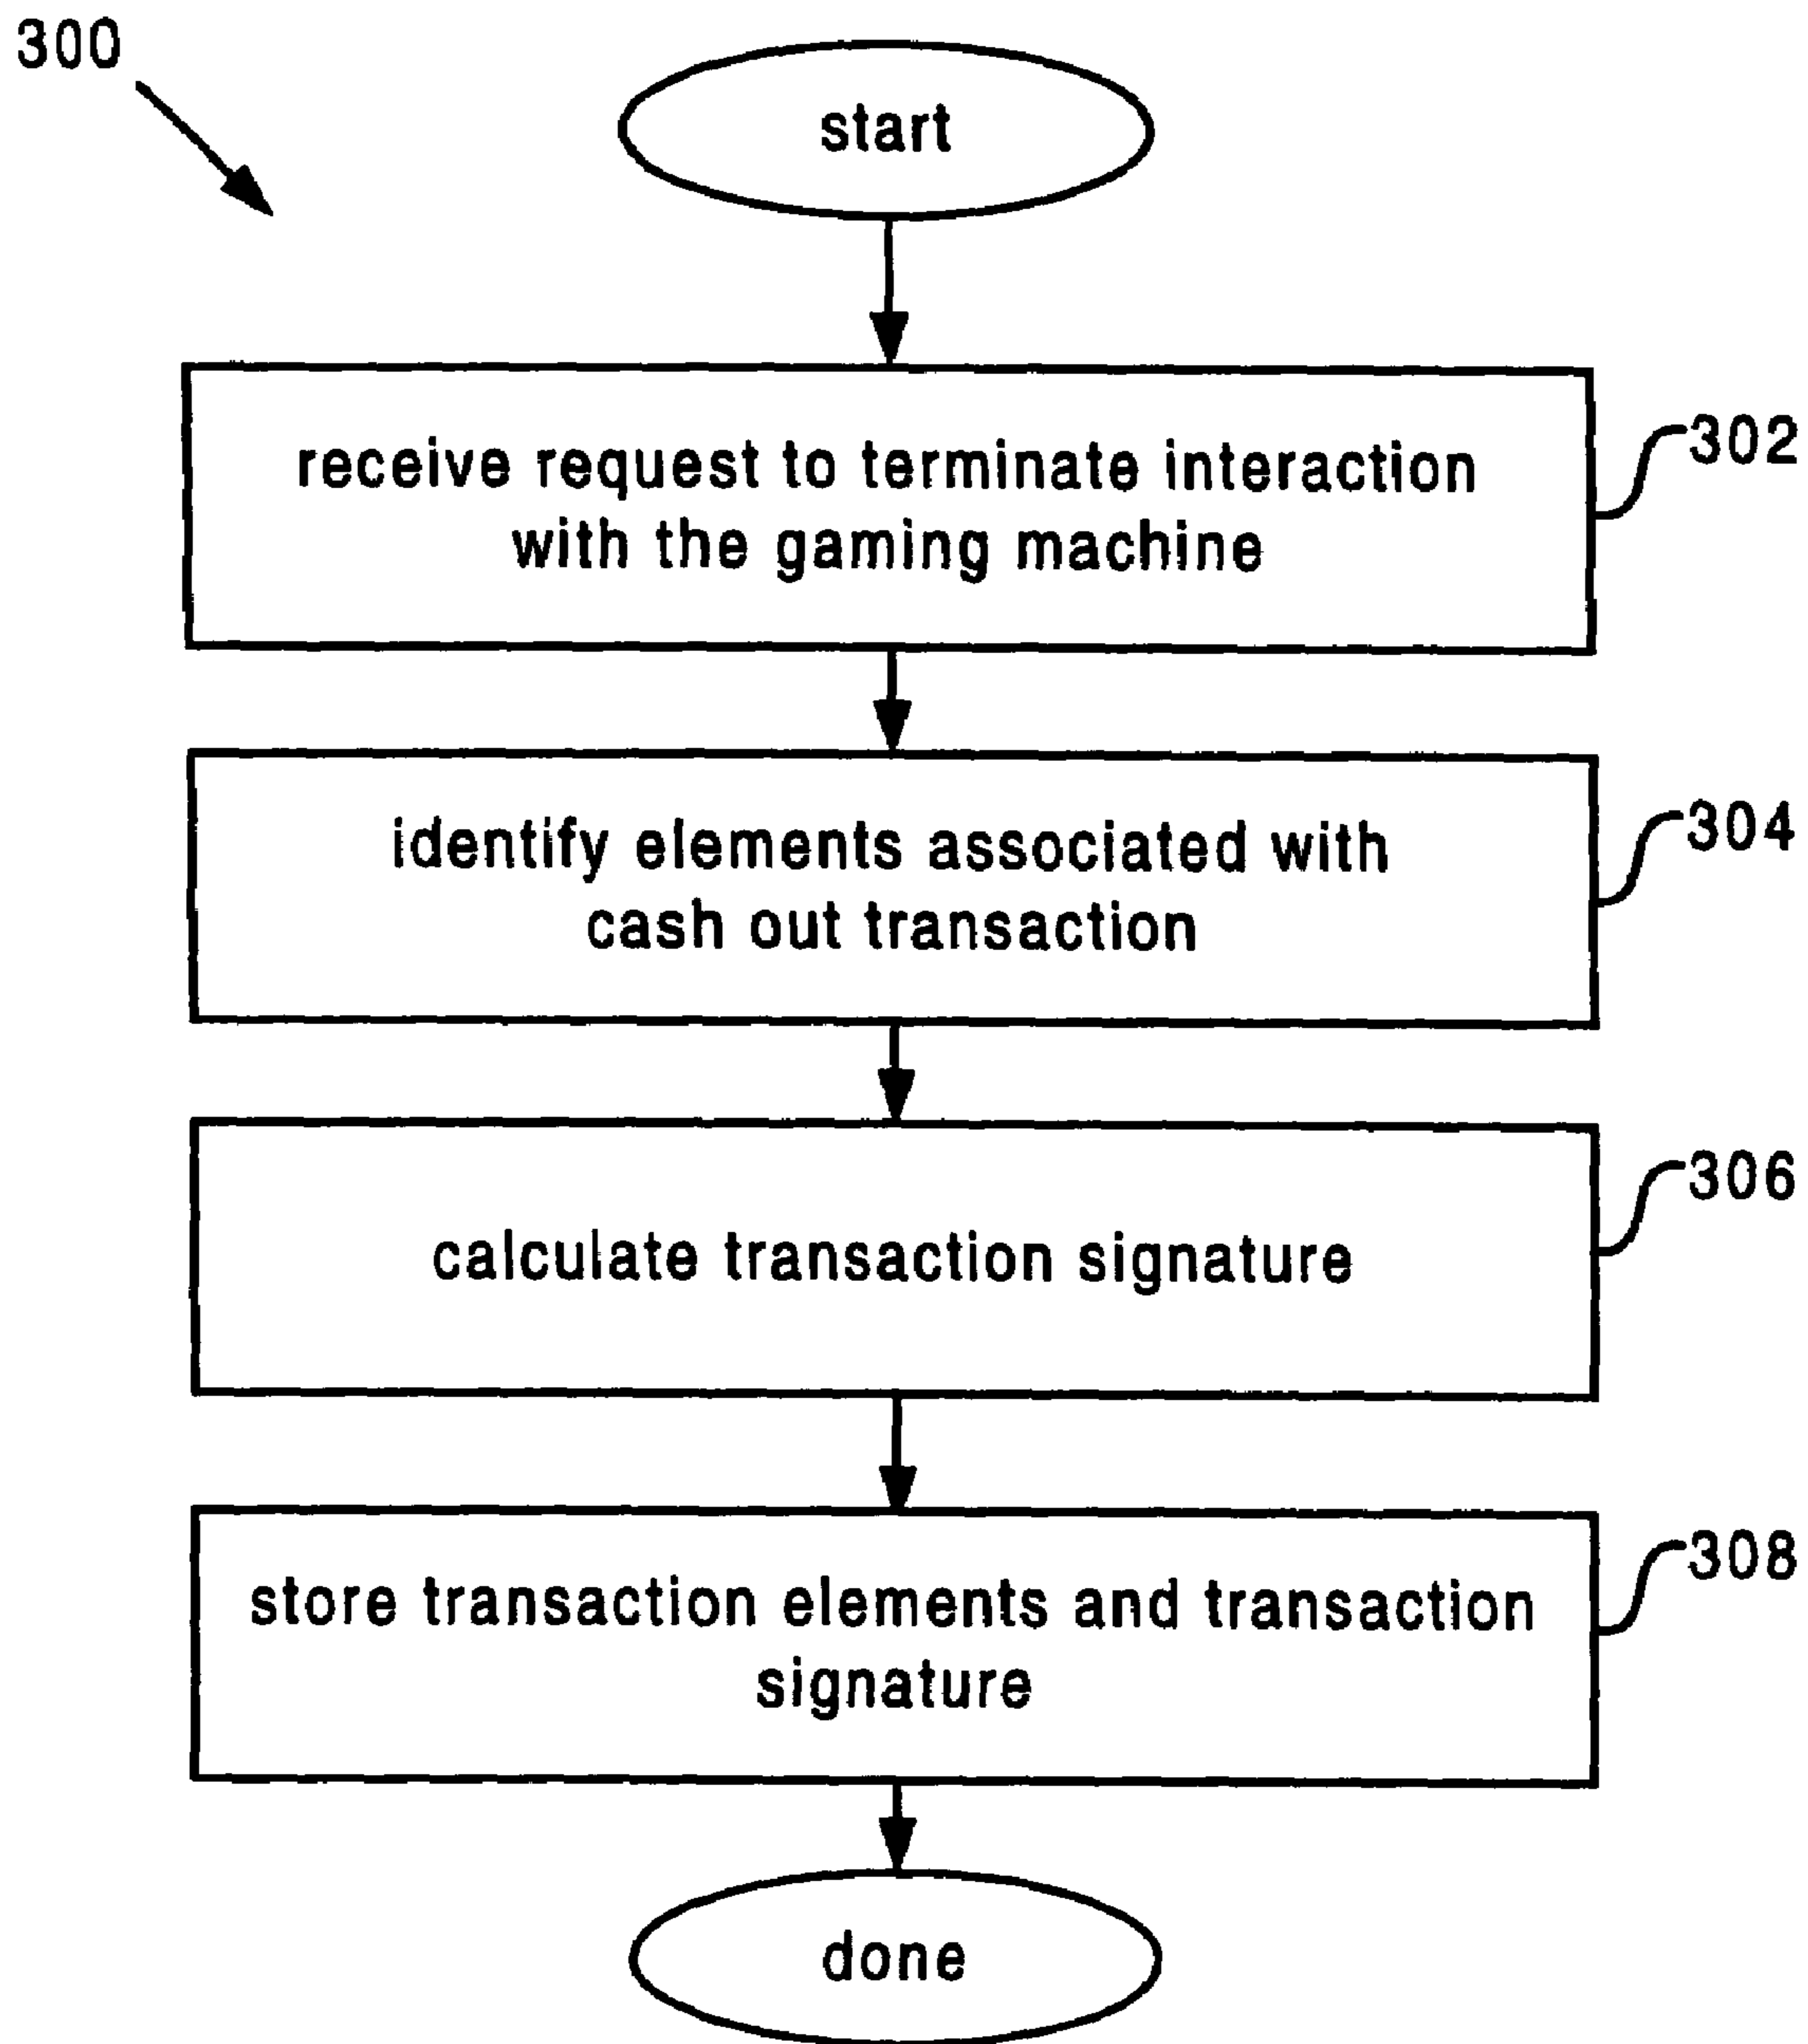 300
start
receive request to terminate interaction
with the gaming machine
302
identify elements associated with
cash out transaction
304
calculate transaction signature
306
store transaction elements and transaction
signature
308
done